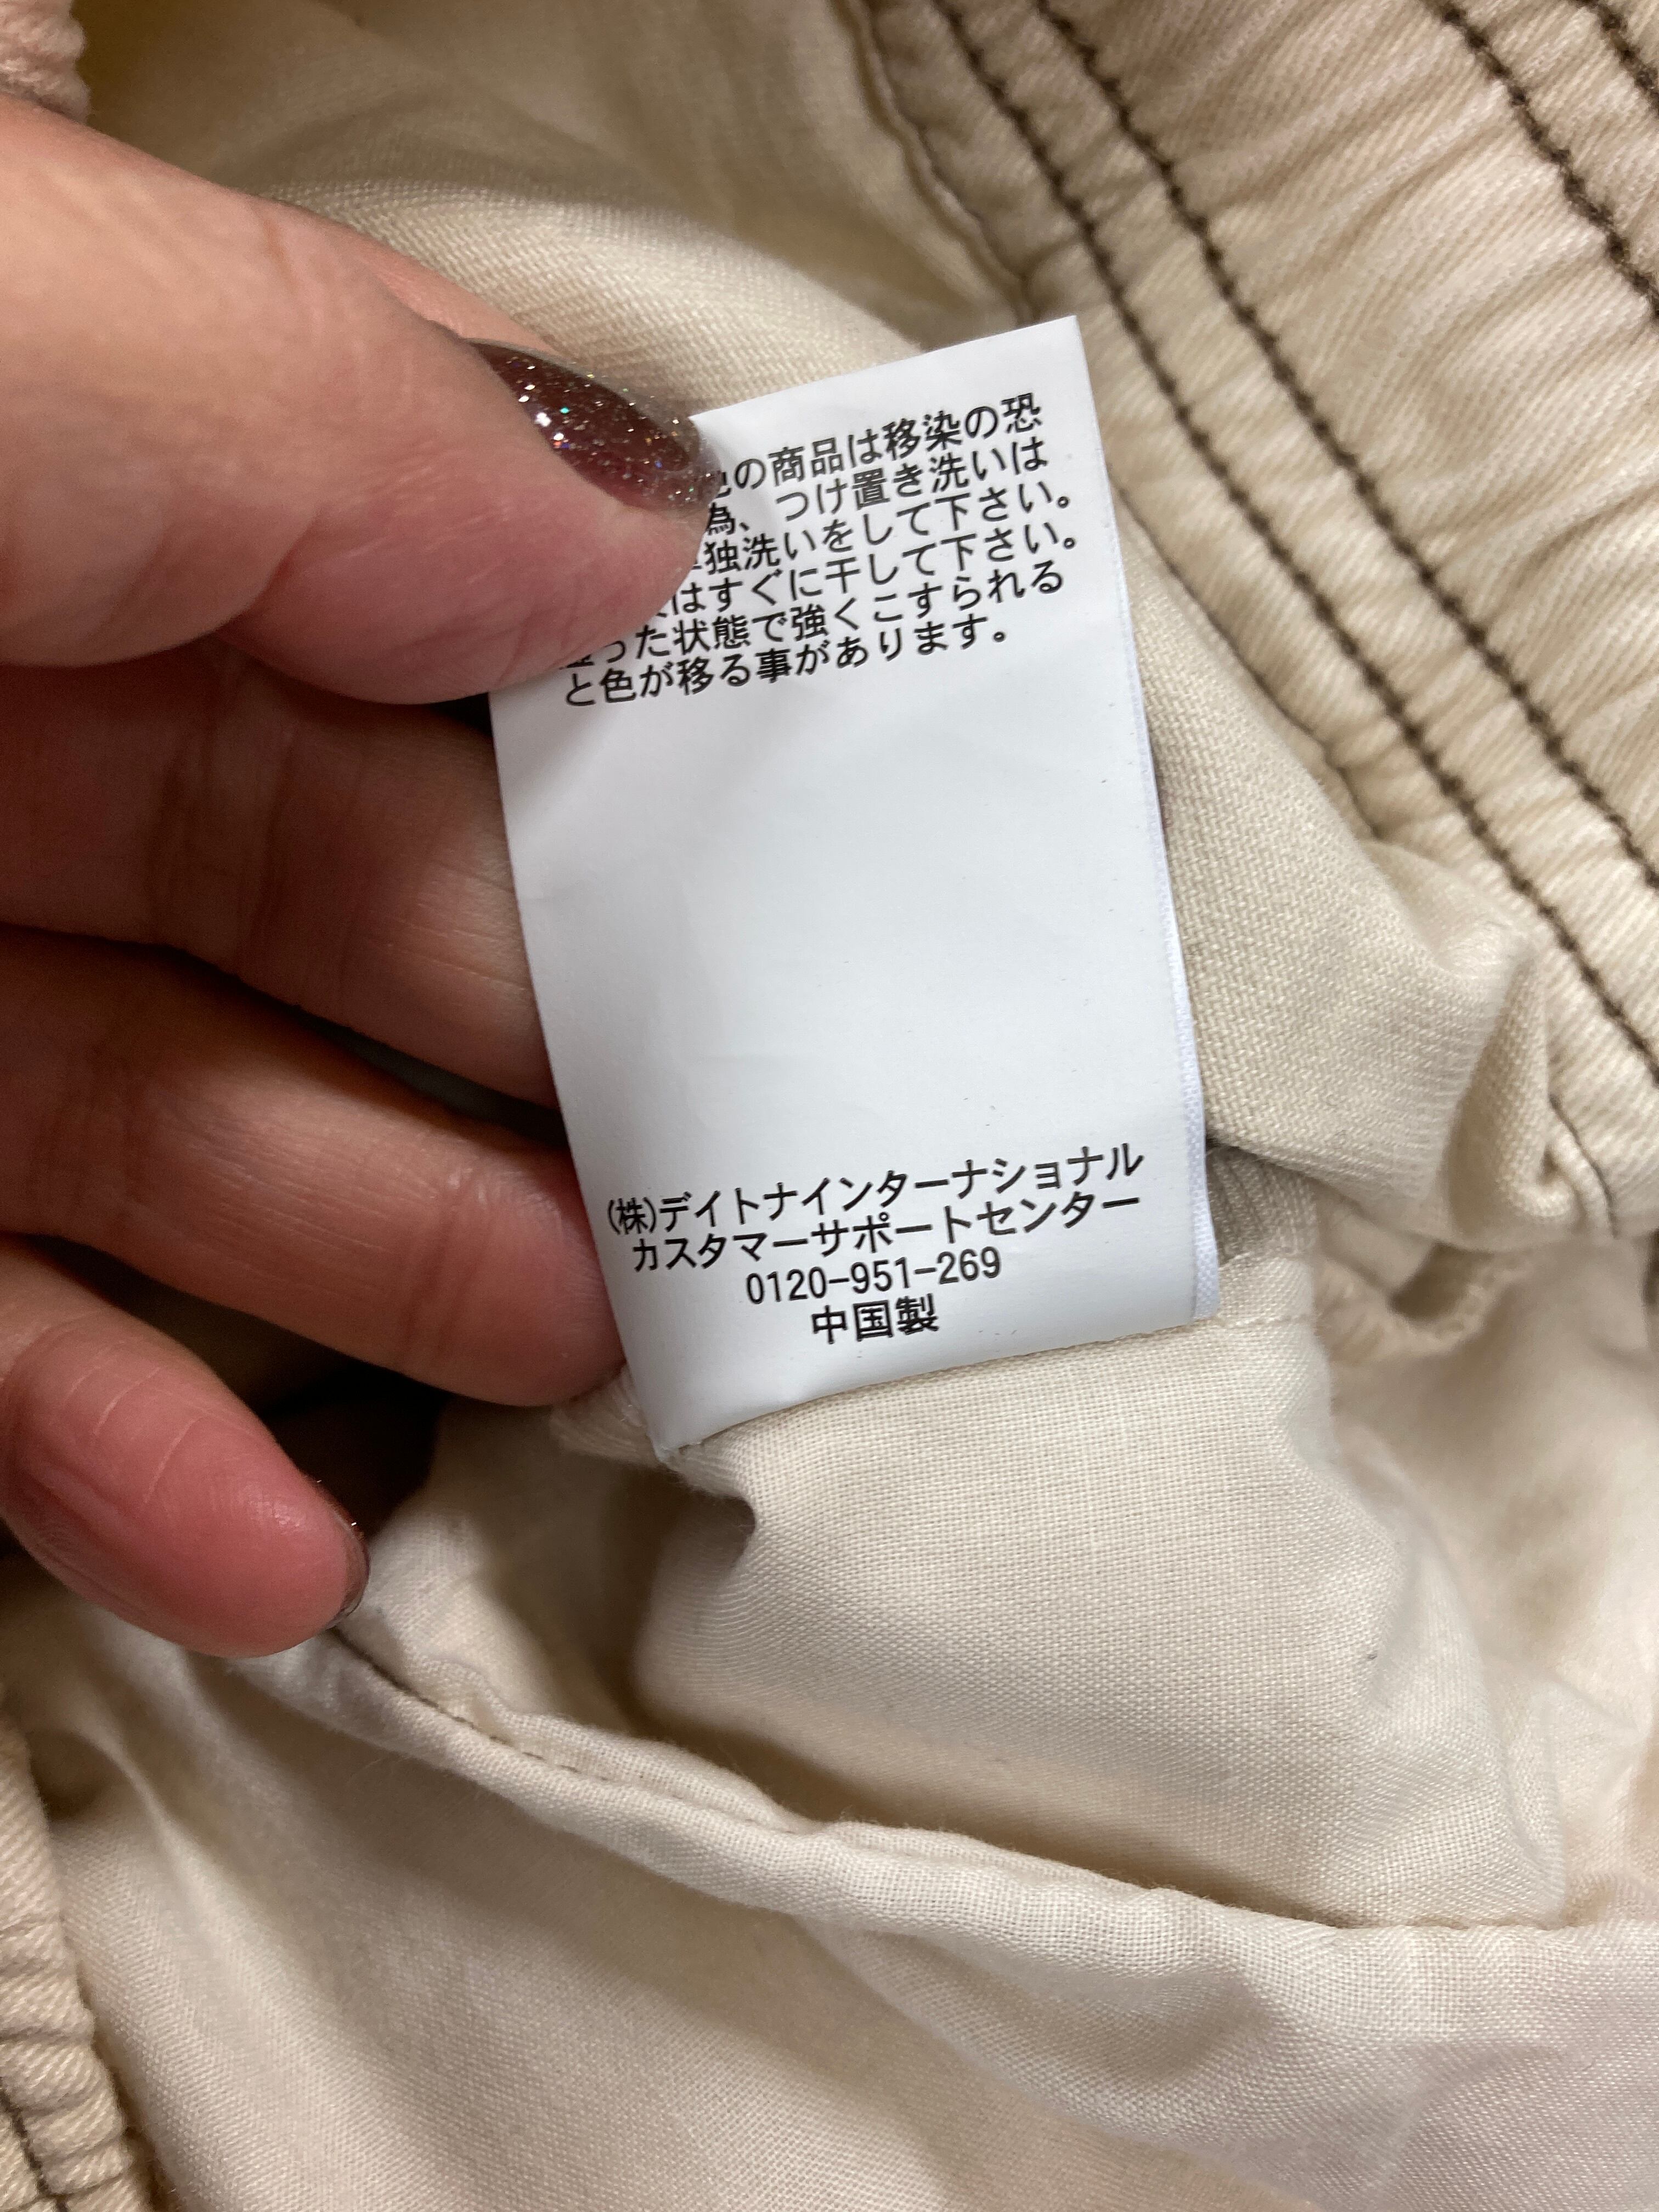 の商品は移染の恐
為、つけ置き洗いは
独洗いをして下さい。
はすぐに干して下さい。
った状態で強くこすられる
と色が移る事があります。
(株)デイトナインターナショナル
カスタマーサポートセンター
0120-951-269
中国製